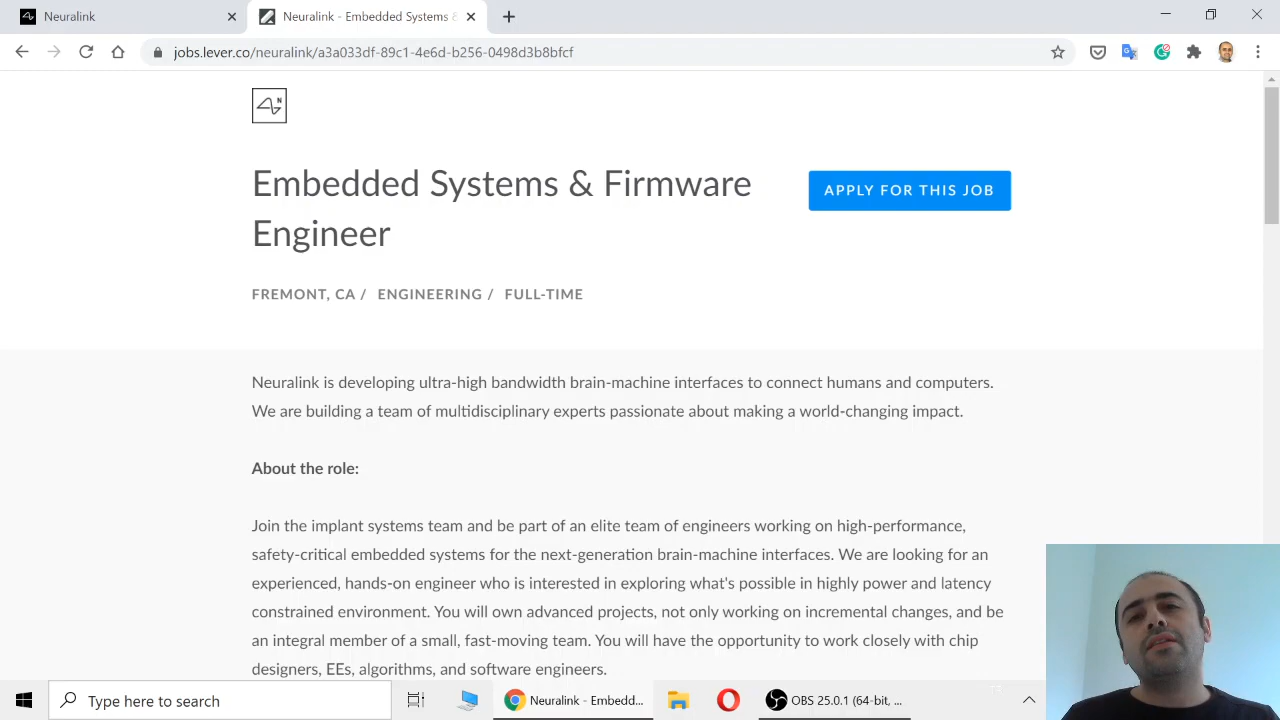 Neuralink
Neuralink - Embedded Systems &
jobs.lever.co/neuralink/a3a033df-89c1-4e6d-b256-0498d3b8bfcf
N
Embedded Systems & Firmware
Engineer
APPLY FOR THIS JOB
FREMONT, CA / ENGINEERING / FULL-TIME
Neuralink is developing ultra-high bandwidth brain-machine interfaces to connect humans and computers.
We are building a team of multidisciplinary experts passionate about making a world-changing impact.
About the role:
Join the implant systems team and be part of an elite team of engineers working on high-performance,
safety-critical embedded systems for the next-generation brain-machine interfaces. We are looking for an
experienced, hands-on engineer who is interested in exploring what's possible in highly power and latency
constrained environment. You will own advanced projects, not only working on incremental changes, and be
an integral member of a small, fast-moving team. You will have the opportunity to work closely with chip
designers, EEs, algorithms, and software engineers.
Type here to search
Neuralink - Embedd...
OBS 25.0.1 (64-bit, ...